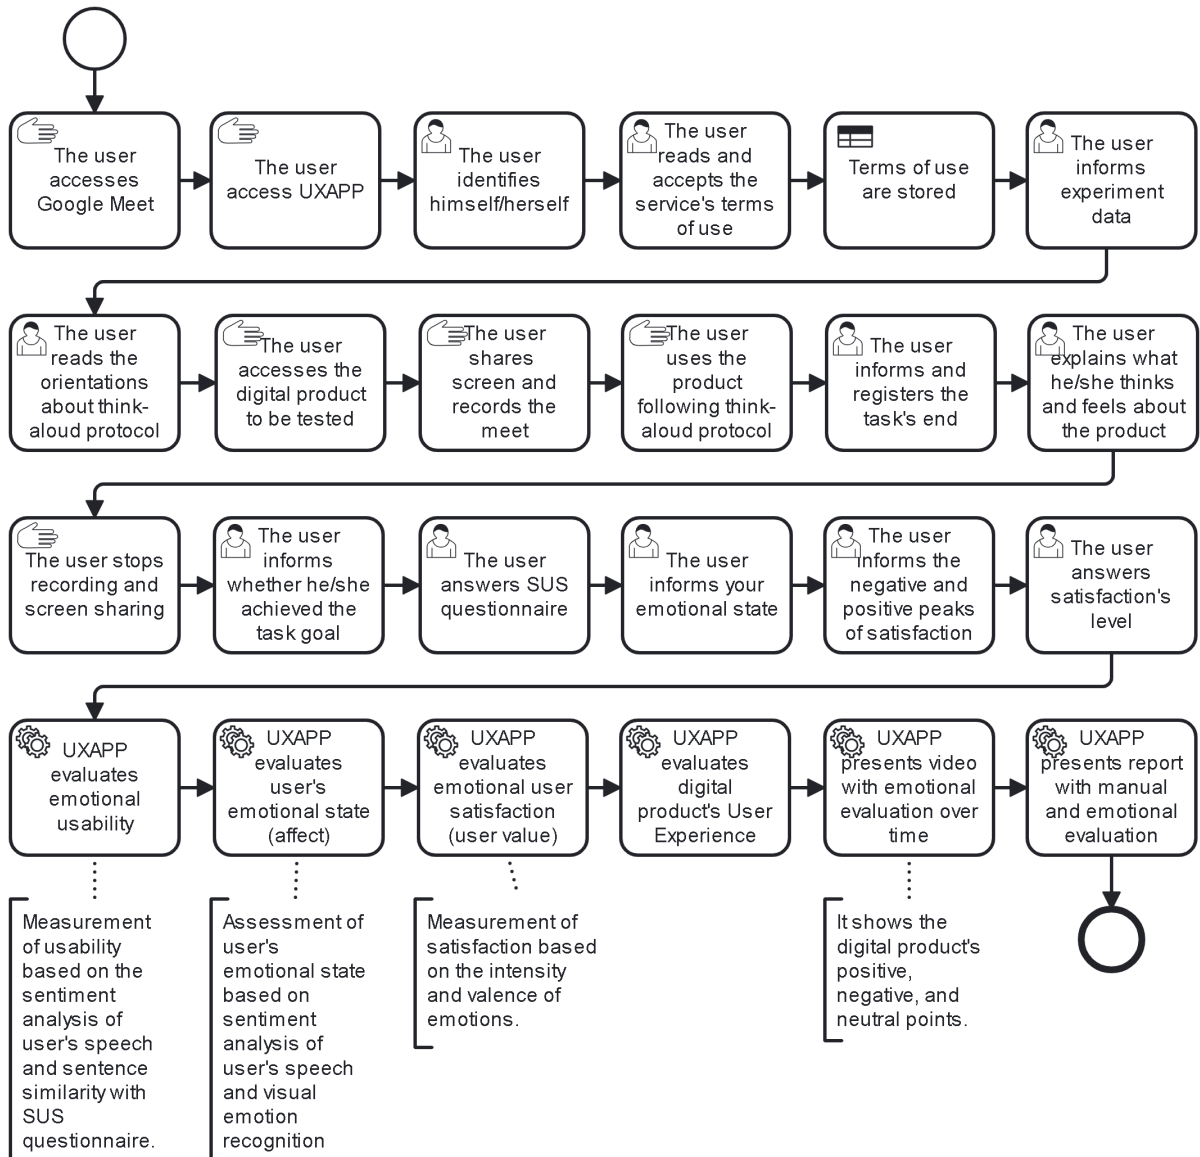 The user
accesses
Google Meet
The user
access UXAPP
The user
identifies
himself/herself
The user
reads and
accepts the
service's terms
of use
Terms of use
are stored
The user
informs
experiment
data
The user
reads the
orientations
about think-
aloud protocol
The user
accesses the
digital product
to be tested
The user
shares
screen and
records the
meet
The user
uses the
product
following think-
aloud protocol
The user
informs and
registers the
task's end
The user
explains what
he/she thinks
and feels about
the product
The user stops
recording and
screen sharing
The user
informs
whether he/she
achieved the
task goal
The user
answers SUS
questionnaire
The user
informs your
emotional state
The user
informs the
negative and
positive peaks
of satisfaction
The user
answers
satisfaction's
level
UXAPP
evaluates
emotional
usability
UXAPP
evaluates
user's
emotional state
(affect)
UXAPP
evaluates
emotional user
satisfaction
(user value)
UXAPP
evaluates
digital
product's User
Experience
UXAPP
presents video
with emotional
evaluation over
time
UXAPP
presents report
with manual
and emotional
evaluation
Measurement
of usability
based on the
sentiment
analysis of
user's speech
and sentence
similarity with
SUS
questionnaire.
Assessment of
user's
emotional state
based on
sentiment
analysis of
user's speech
and visual
emotion
recognition
Measurement of
satisfaction based
on the intensity
and valence of
emotions.
It shows the
digital product's
positive,
negative, and
neutral points.